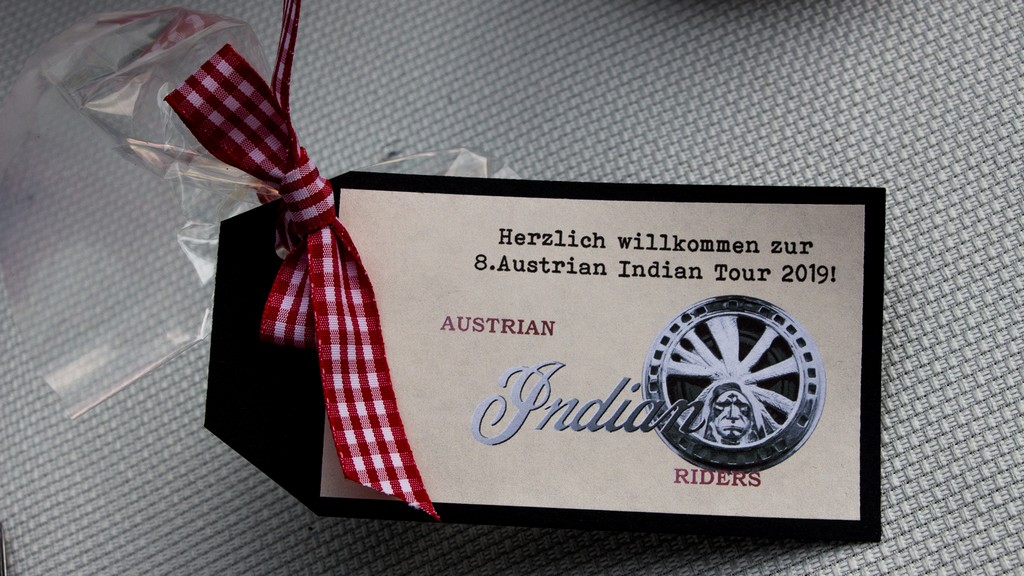 Herzlich willkommen zur
8.Austrian Indian Tour 2019!
AUSTRIAN
Indian
RIDERS